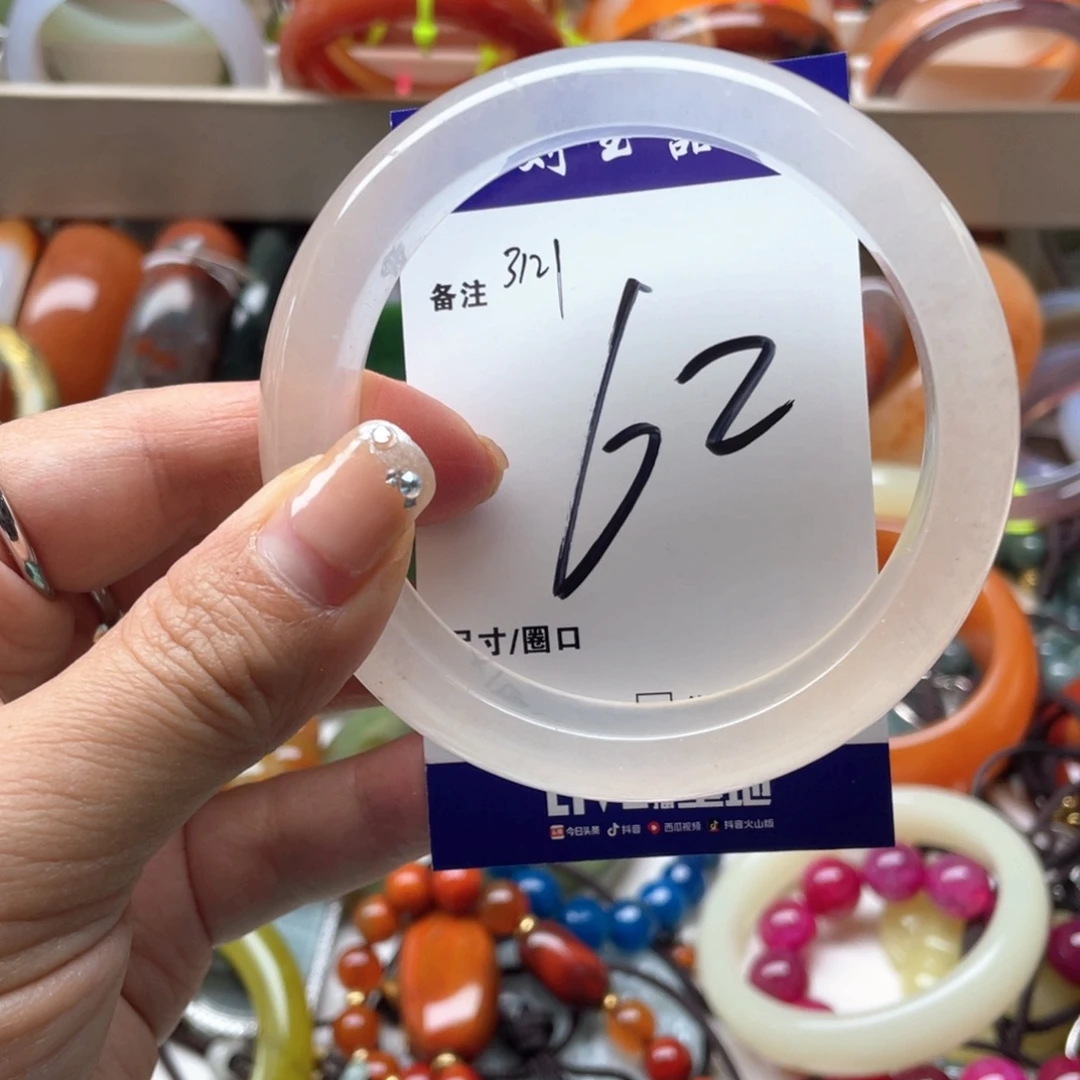 备注 3121
62
寸/圈口
今日头条 抖音 西瓜视频 抖音火山版